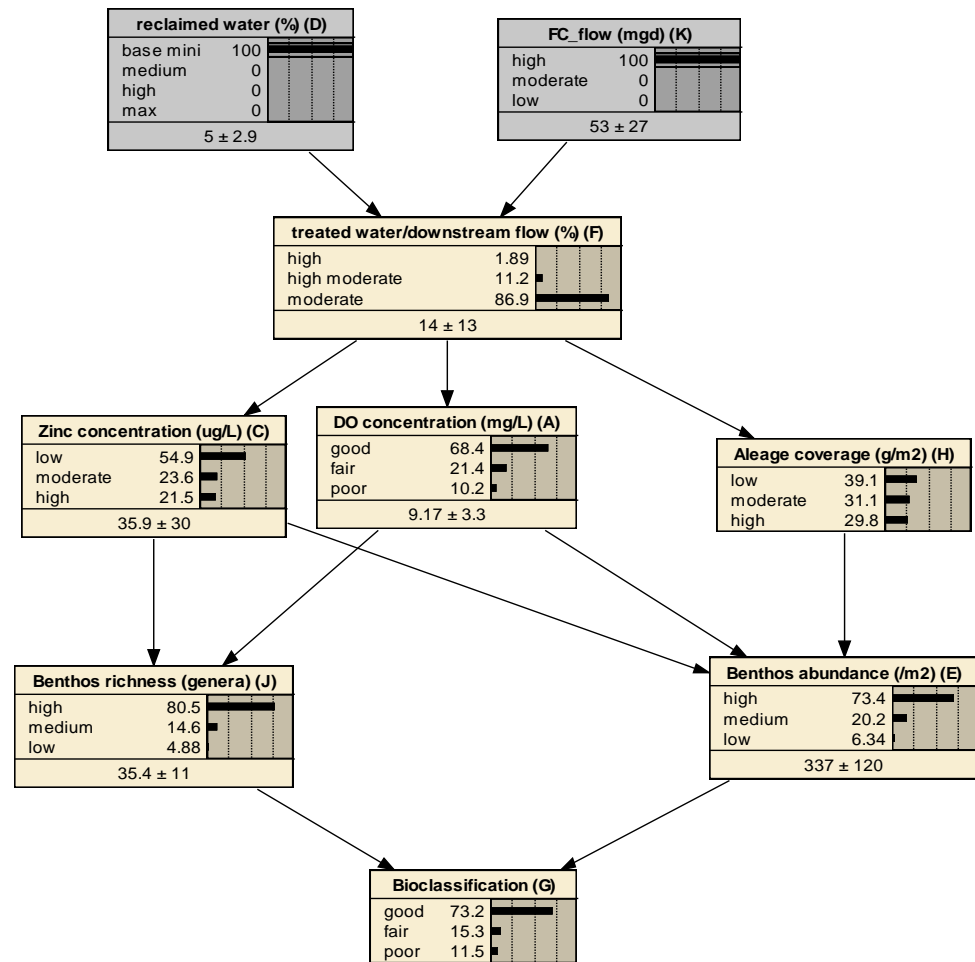 reclaimed water (%) (D)
base mini 100
medium 0
high 0
max 0
5 ± 2.9
FC_flow (mgd) (K)
high 100
moderate 0
low 0
53 ± 27
treated water/downstream flow (%) (F)
high 1.89
high moderate 11.2
moderate 86.9
14 ± 13
Zinc concentration (ug/L) (C)
low 54.9
moderate 23.6
high 21.5
35.9 ± 30
DO concentration (mg/L) (A)
good 68.4
fair 21.4
poor 10.2
9.17 ± 3.3
Aleage coverage (g/m2) (H)
low 39.1
moderate 31.1
high 29.8
Benthos richness (genera) (J)
high 80.5
medium 14.6
low 4.88
35.4 ± 11
Benthos abundance (/m2) (E)
high 73.4
medium 20.2
low 6.34
337 ± 120
Bioclassification (G)
good 73.2
fair 15.3
poor 11.5